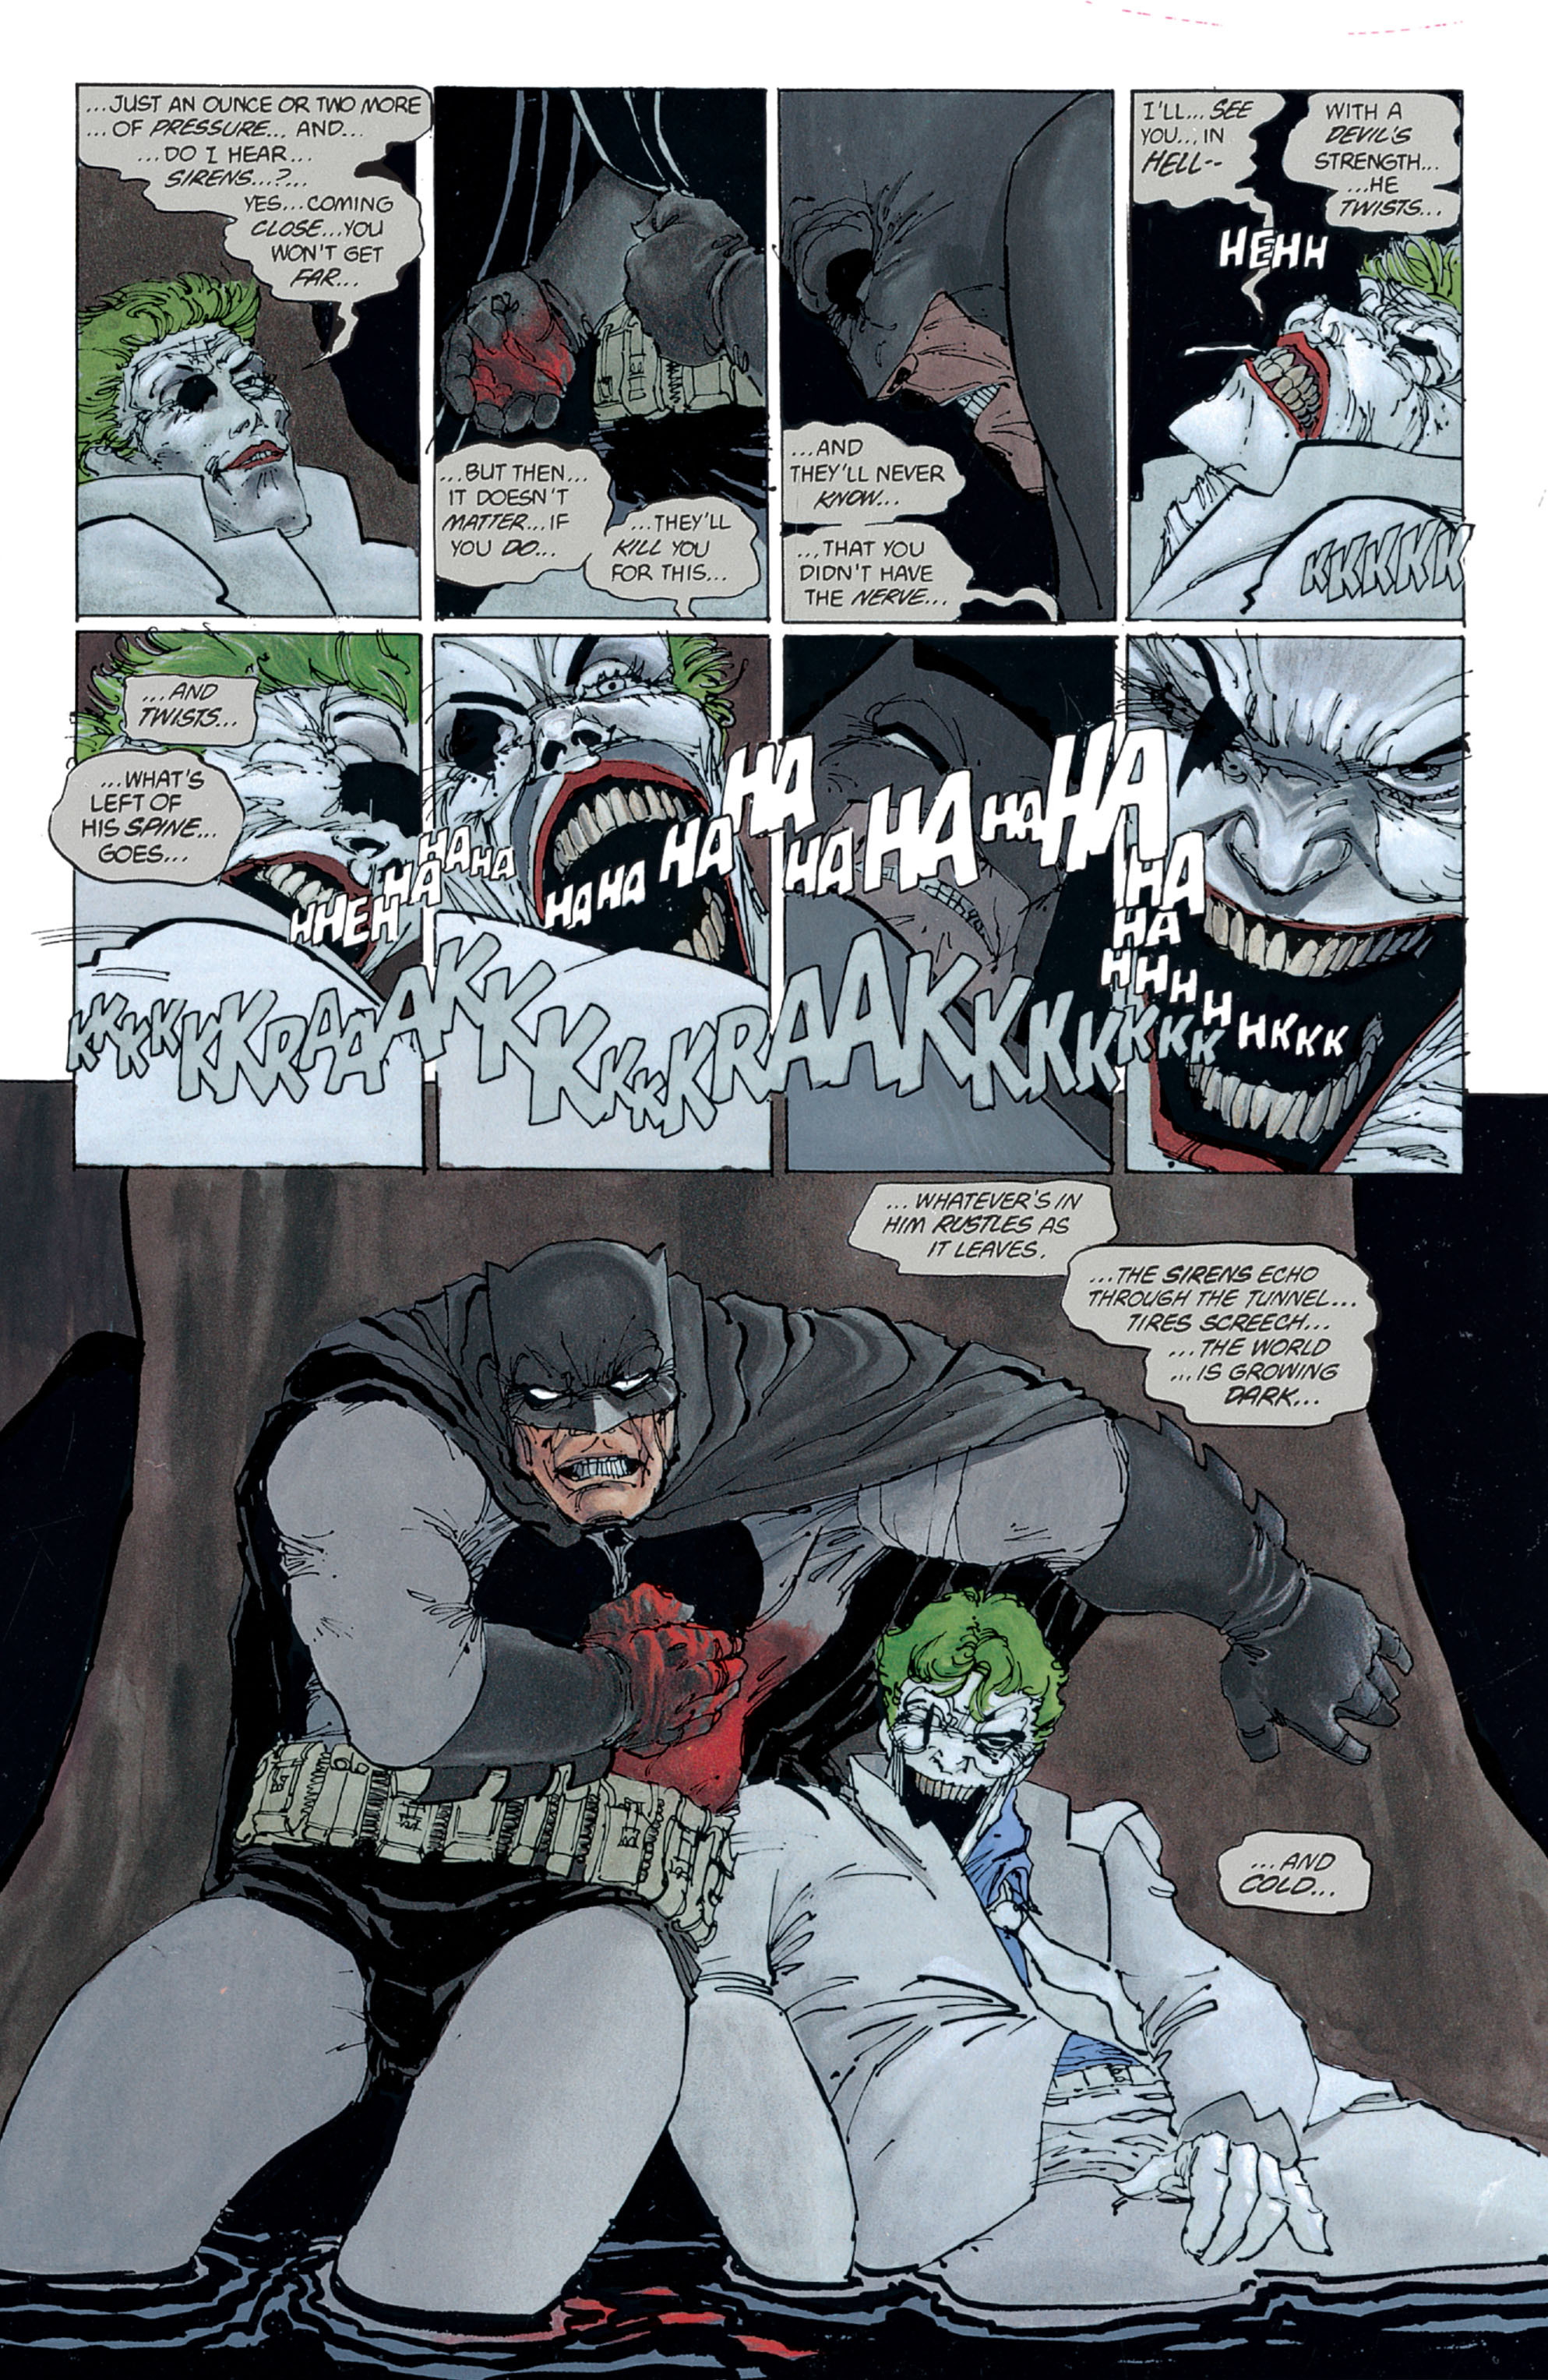 ...JUST AN OUNCE OR TWO MORE
...OF PRESSURE... AND...
...DO I HEAR...
SIRENS...?...
YES...COMING
CLOSE...YOU
WON'T GET
FAR...
...BUT THEN...
IT DOESN'T
MATTER...IF
YOU DO...
...THEY'LL
KILL YOU
FOR THIS...
...AND
THEY'LL NEVER
KNOW...
...THAT YOU
DIDN'T HAVE
THE NERVE...
I'LL...SEE
YOU...IN
HELL--
WITH A
DEVIL'S
STRENGTH...
...HE
TWISTS...
HEHH
KKKKKK
...AND
TWISTS...
...WHAT'S
LEFT OF
HIS SPINE...
GOES...
HHEH HA HA HA HA HA HA HA HA HA HA HA HA HA HHHH HKKK
KKKKKKKRAAAAKKKKKKKKRAAKKKKKKKK
...WHATEVER'S IN
HIM RUSTLES AS
IT LEAVES.
...THE SIRENS ECHO
THROUGH THE TUNNEL...
TIRES SCREECH...
...THE WORLD
...IS GROWING
DARK...
...AND
COLD...